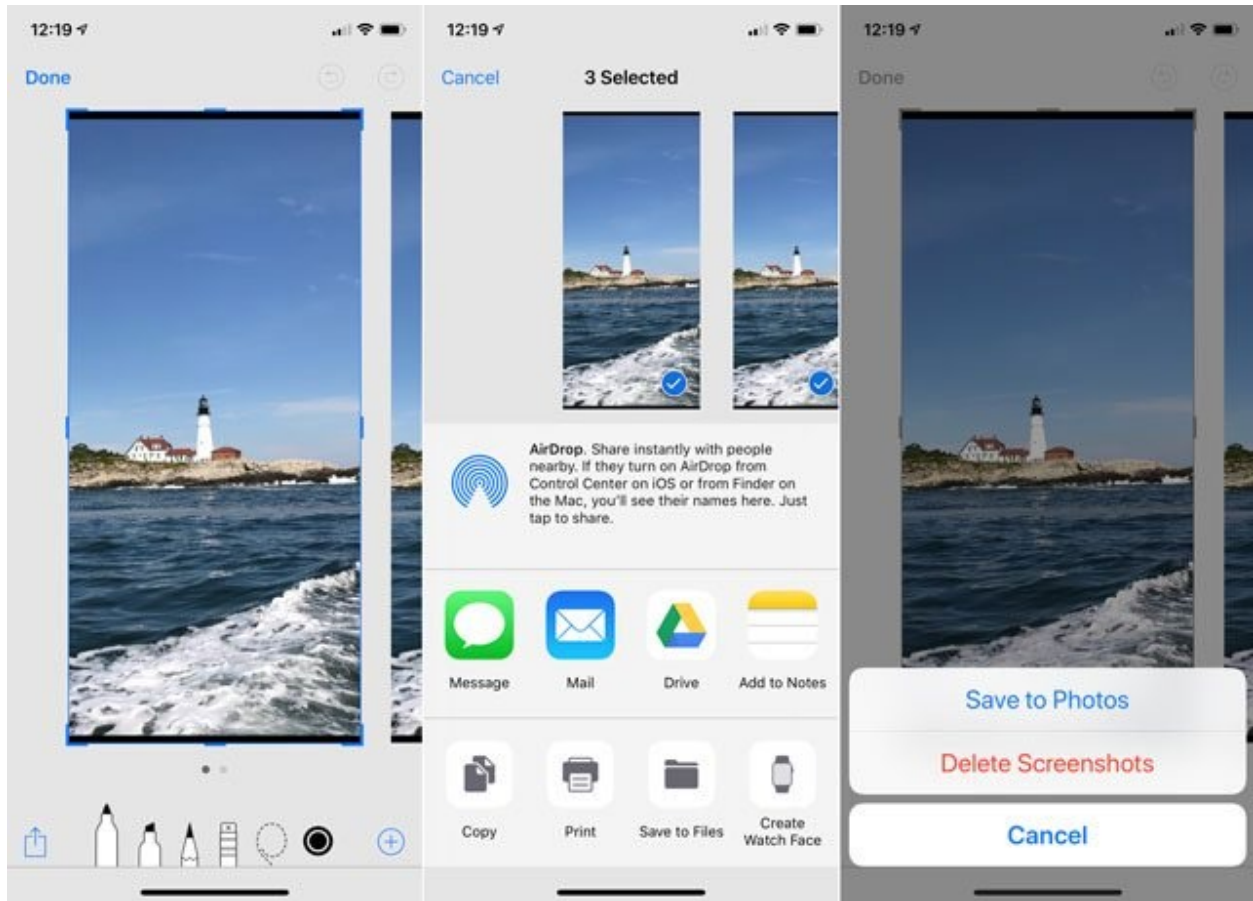 12:19
Done
12:19
Cancel
3 Selected
AirDrop. Share instantly with people
nearby. If they turn on AirDrop from
Control Center on iOS or from Finder on
the Mac, you'll see their names here. Just
tap to share.
Message
Mail
Drive
Add to Notes
Copy
Print
Save to Files
Create
Watch Face
12:19
Done
Save to Photos
Delete Screenshots
Cancel